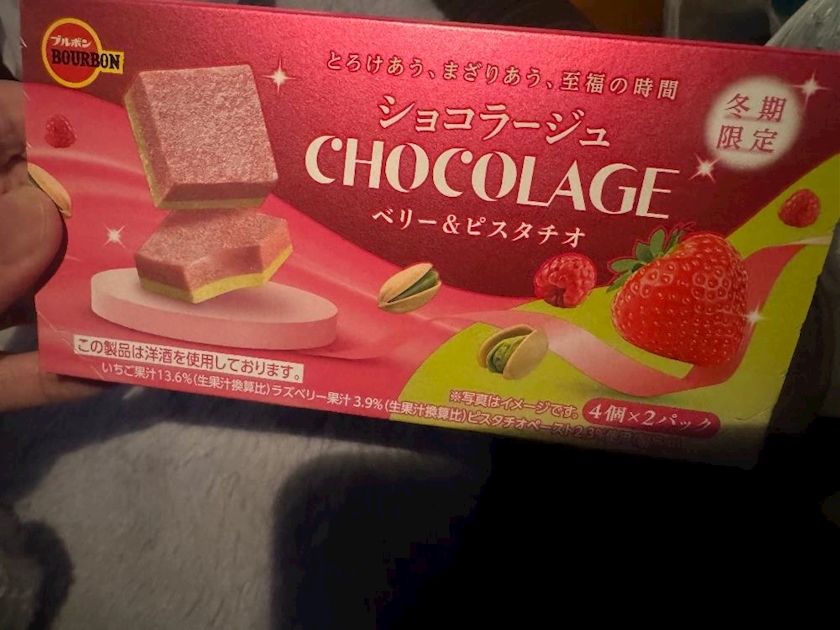 ブルボン
BOURBON
とろけあう、まざりあう、至福の時間
ショコラージュ
CHOCOLAGE
ベリー&ピスタチオ
冬期
限定
この製品は洋酒を使用しております。
※写真はイメージです。
4個×2パック
いちご果汁13.6%(生果汁換算比)ラズベリー果汁3.9%(生果汁換算比)ピスタチオペースト2.3%